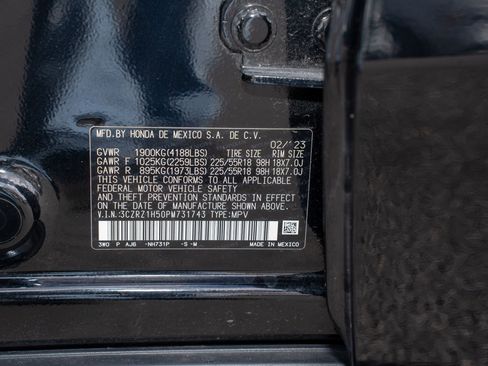 MFD.BY HONDA DE MEXICO S.A. DE C.V.
02/'23
GVWR 1900KG(4188LBS) TIRE SIZE RIM SIZE
GAWR F 1025KG(2259LBS) 225/55R18 98H 18X7.0J
GAWR R 895KG(1973LBS) 225/55R18 98H 18X7.0J
THIS VEHICLE CONFORMS TO ALL APPLICABLE
FEDERAL MOTOR VEHICLE SAFETY
AND THEFT PREVENTION STANDARDS IN EFFECT ON
THE DATE OF MANUFACTURE SHOWN ABOVE.
V.I.N.:3CZRZ1H50PM731743 TYPE:MPV
3W0 P AJ6 -NH731P -S -M MADE IN MEXICO